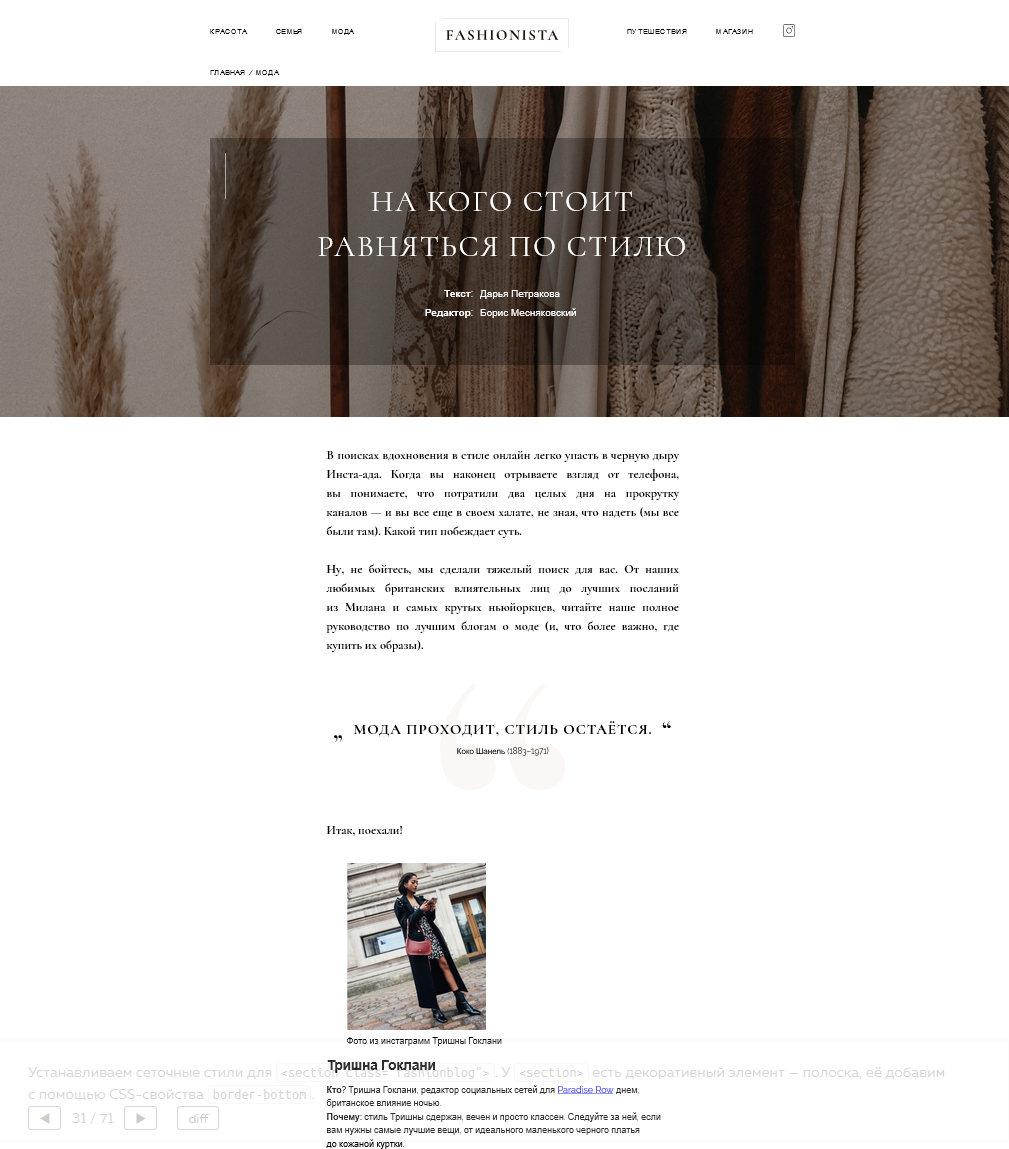 КРАСОТА СЕМЬЯ МОДА FASHIONISTA ПУТЕШЕСТВИЯ МАГАЗИН
ГЛАВНАЯ / МОДА
НА КОГО СТОИТ
РАВНЯТЬСЯ ПО СТИЛЮ
Текст: Дарья Петракова
Редактор: Борис Месняковский
В поисках вдохновения в стиле онлайн легко упасть в черную дыру
Инста-ада. Когда вы наконец отрываете взгляд от телефона,
вы понимаете, что потратили два целых дня на прокрутку
каналов — и вы все еще в своем халате, не зная, что надеть (мы все
были там). Какой тип побеждает суть.
Ну, не бойтесь, мы сделали тяжелый поиск для вас. От наших
любимых британских влиятельных лиц до лучших посланий
из Милана и самых крутых ньюйоркцев, читайте наше полное
руководство по лучшим блогам о моде (и, что более важно, где
купить их образы).
„ МОДА ПРОХОДИТ, СТИЛЬ ОСТАЁТСЯ. “
Коко Шанель (1883–1971)
Итак, поехали!
Фото из инстаграмм Тришны Гоклани
Тришна Гоклани
Устанавливаем сеточные стили для <section class="fashionblog">. У <section> есть декоративный элемент — полоска, её добавим
с помощью CSS-свойства border-bottom.
Кто? Тришна Гоклани, редактор социальных сетей для Paradise Row днем,
британское влияние ночью.
Почему: стиль Тришны сдержан, вечен и просто классен. Следуйте за ней, если
вам нужны самые лучшие вещи, от идеального маленького черного платья
до кожаной куртки.
31 / 71 diff